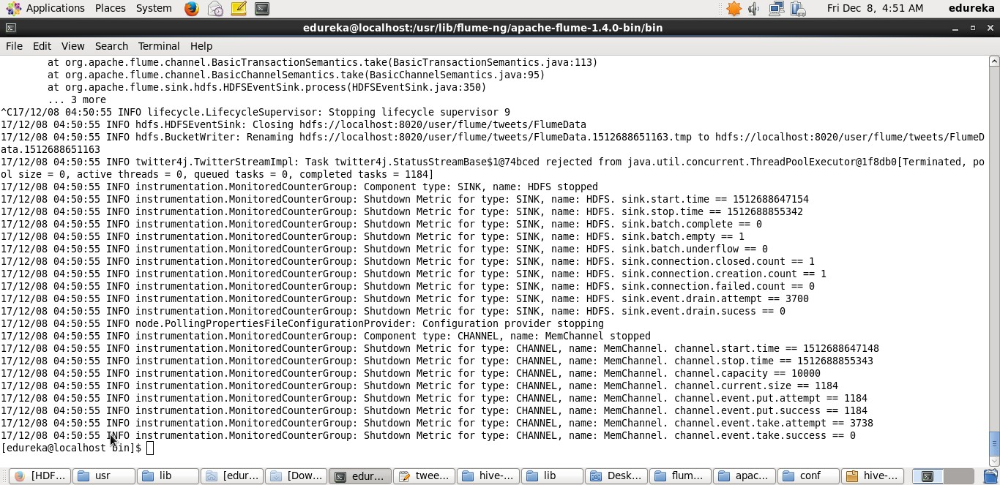 Applications Places System Fri Dec 8, 4:51 AM edureka
edureka@localhost:/usr/lib/flume-ng/apache-flume-1.4.0-bin/bin
File Edit View Search Terminal Help
at org.apache.flume.channel.BasicTransactionSemantics.take(BasicTransactionSemantics.java:113)
at org.apache.flume.channel.BasicChannelSemantics.take(BasicChannelSemantics.java:95)
at org.apache.flume.sink.hdfs.HDFSEventSink.process(HDFSEventSink.java:350)
... 3 more
^C17/12/08 04:50:55 INFO lifecycle.LifecycleSupervisor: Stopping lifecycle supervisor 9
17/12/08 04:50:55 INFO hdfs.HDFSEventSink: Closing hdfs://localhost:8020/user/flume/tweets/FlumeData
17/12/08 04:50:55 INFO hdfs.BucketWriter: Renaming hdfs://localhost:8020/user/flume/tweets/FlumeData.1512688651163.tmp to hdfs://localhost:8020/user/flume/tweets/FlumeD
ata.1512688651163
17/12/08 04:50:55 INFO twitter4j.TwitterStreamImpl: Task twitter4j.StatusStreamBase$1@74bced rejected from java.util.concurrent.ThreadPoolExecutor@1f8db0[Terminated, po
ol size = 0, active threads = 0, queued tasks = 0, completed tasks = 1184]
17/12/08 04:50:55 INFO instrumentation.MonitoredCounterGroup: Component type: SINK, name: HDFS stopped
17/12/08 04:50:55 INFO instrumentation.MonitoredCounterGroup: Shutdown Metric for type: SINK, name: HDFS. sink.start.time == 1512688647154
17/12/08 04:50:55 INFO instrumentation.MonitoredCounterGroup: Shutdown Metric for type: SINK, name: HDFS. sink.stop.time == 1512688855342
17/12/08 04:50:55 INFO instrumentation.MonitoredCounterGroup: Shutdown Metric for type: SINK, name: HDFS. sink.batch.complete == 0
17/12/08 04:50:55 INFO instrumentation.MonitoredCounterGroup: Shutdown Metric for type: SINK, name: HDFS. sink.batch.empty == 1
17/12/08 04:50:55 INFO instrumentation.MonitoredCounterGroup: Shutdown Metric for type: SINK, name: HDFS. sink.batch.underflow == 0
17/12/08 04:50:55 INFO instrumentation.MonitoredCounterGroup: Shutdown Metric for type: SINK, name: HDFS. sink.connection.closed.count == 1
17/12/08 04:50:55 INFO instrumentation.MonitoredCounterGroup: Shutdown Metric for type: SINK, name: HDFS. sink.connection.creation.count == 1
17/12/08 04:50:55 INFO instrumentation.MonitoredCounterGroup: Shutdown Metric for type: SINK, name: HDFS. sink.connection.failed.count == 0
17/12/08 04:50:55 INFO instrumentation.MonitoredCounterGroup: Shutdown Metric for type: SINK, name: HDFS. sink.event.drain.attempt == 3700
17/12/08 04:50:55 INFO instrumentation.MonitoredCounterGroup: Shutdown Metric for type: SINK, name: HDFS. sink.event.drain.sucess == 0
17/12/08 04:50:55 INFO node.PollingPropertiesFileConfigurationProvider: Configuration provider stopping
17/12/08 04:50:55 INFO instrumentation.MonitoredCounterGroup: Component type: CHANNEL, name: MemChannel stopped
17/12/08 04:50:55 INFO instrumentation.MonitoredCounterGroup: Shutdown Metric for type: CHANNEL, name: MemChannel. channel.start.time == 1512688647148
17/12/08 04:50:55 INFO instrumentation.MonitoredCounterGroup: Shutdown Metric for type: CHANNEL, name: MemChannel. channel.stop.time == 1512688855343
17/12/08 04:50:55 INFO instrumentation.MonitoredCounterGroup: Shutdown Metric for type: CHANNEL, name: MemChannel. channel.capacity == 10000
17/12/08 04:50:55 INFO instrumentation.MonitoredCounterGroup: Shutdown Metric for type: CHANNEL, name: MemChannel. channel.current.size == 1184
17/12/08 04:50:55 INFO instrumentation.MonitoredCounterGroup: Shutdown Metric for type: CHANNEL, name: MemChannel. channel.event.put.attempt == 1184
17/12/08 04:50:55 INFO instrumentation.MonitoredCounterGroup: Shutdown Metric for type: CHANNEL, name: MemChannel. channel.event.put.success == 1184
17/12/08 04:50:55 INFO instrumentation.MonitoredCounterGroup: Shutdown Metric for type: CHANNEL, name: MemChannel. channel.event.take.attempt == 3738
17/12/08 04:50:55 INFO instrumentation.MonitoredCounterGroup: Shutdown Metric for type: CHANNEL, name: MemChannel. channel.event.take.success == 0
[edureka@localhost bin]$
[HDF... usr lib [edur... [Dow... edur... twee... hive-... lib Desk... flum... apac... conf hive-...